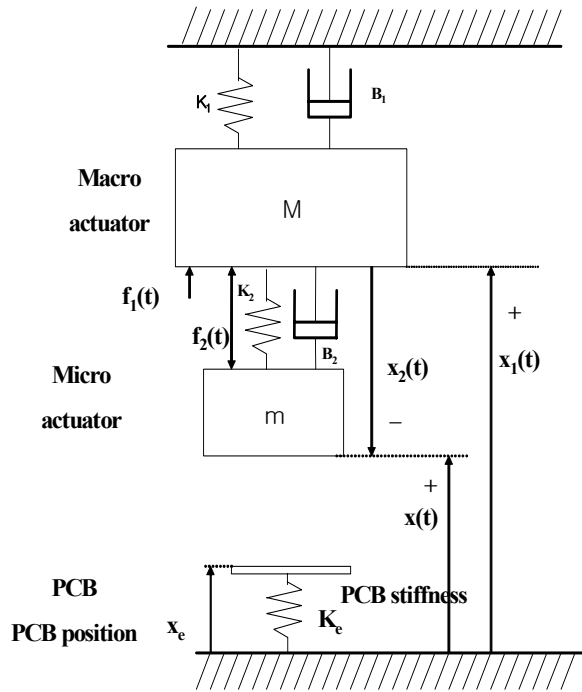 K₁
B₁
Macro
actuator
M
f₁(t)
K₂
f₂(t)
B₂
x₂(t)
+
x₁(t)
Micro
actuator
m
−
+
x(t)
PCB
PCB position
xₑ
Kₑ
PCB stiffness